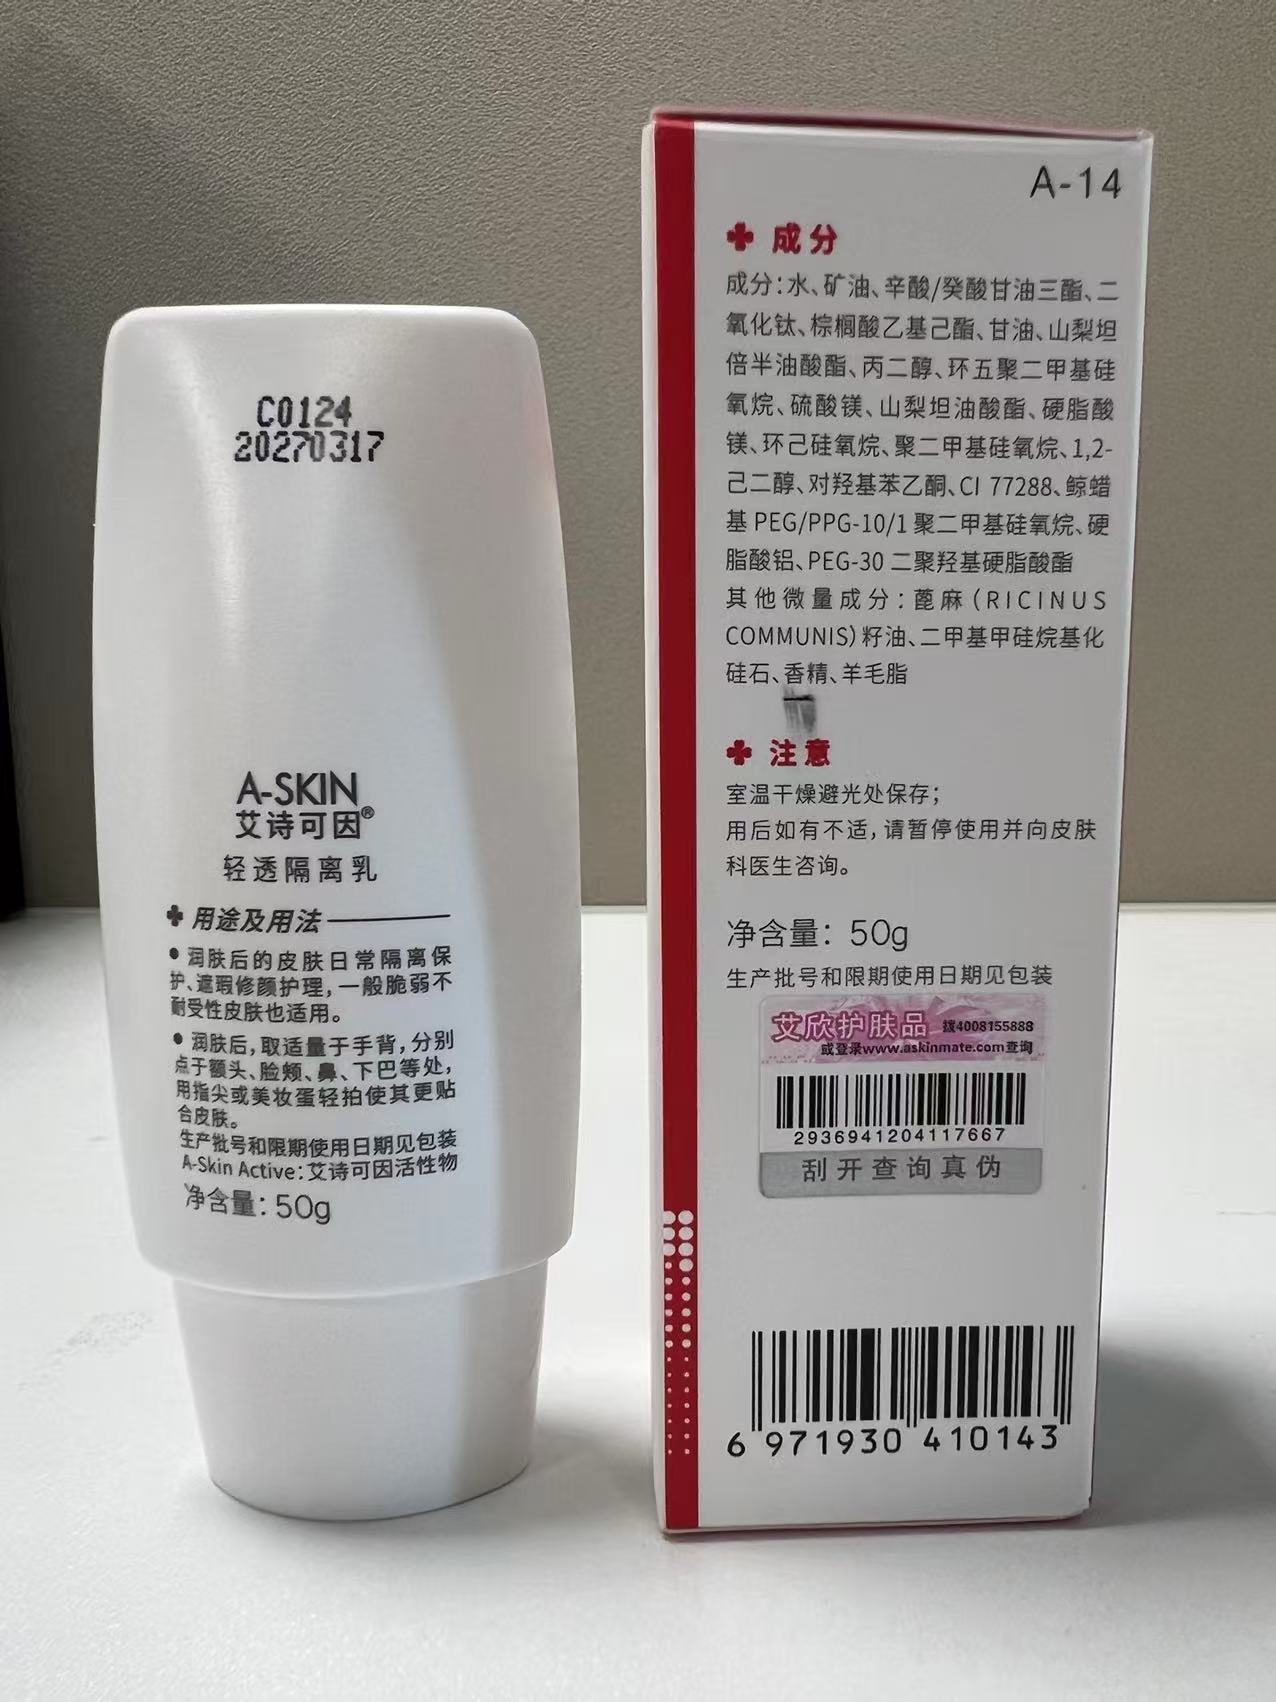 C0124
20270317
A-SKIN
艾诗可因®
轻透隔离乳
用途及用法
●润肤后的皮肤日常隔离保
护、遮瑕修颜护理，一般脆弱不
耐受性皮肤也适用。
●润肤后，取适量于手背，分别
点于额头、脸颊、鼻、下巴等处，
用指尖或美妆蛋轻拍使其更贴
合皮肤。
生产批号和限期使用日期见包装
A-Skin Active：艾诗可因活性物
净含量：50g
A-14
成分
成分：水、矿油、辛酸/癸酸甘油三酯、二
氧化钛、棕榈酸乙基己酯、甘油、山梨坦
倍半油酸酯、丙二醇、环五聚二甲基硅
氧烷、硫酸镁、山梨坦油酸酯、硬脂酸
镁、环己硅氧烷、聚二甲基硅氧烷、1,2-
己二醇、对羟基苯乙酮、CI 77288、鲸蜡
基 PEG/PPG-10/1 聚二甲基硅氧烷、硬
脂酸铝、PEG-30 二聚羟基硬脂酸酯
其他微量成分：蓖麻（RICINUS
COMMUNIS）籽油、二甲基甲硅烷基化
硅石、香精、羊毛脂
注意
室温干燥避光处保存；
用后如有不适，请暂停使用并向皮肤
科医生咨询。
净含量：50g
生产批号和限期使用日期见包装
艾欣护肤品 拨4008155888
或登录www.askinmate.com查询
2936941204117667
刮开查询真伪
6 971930 410143